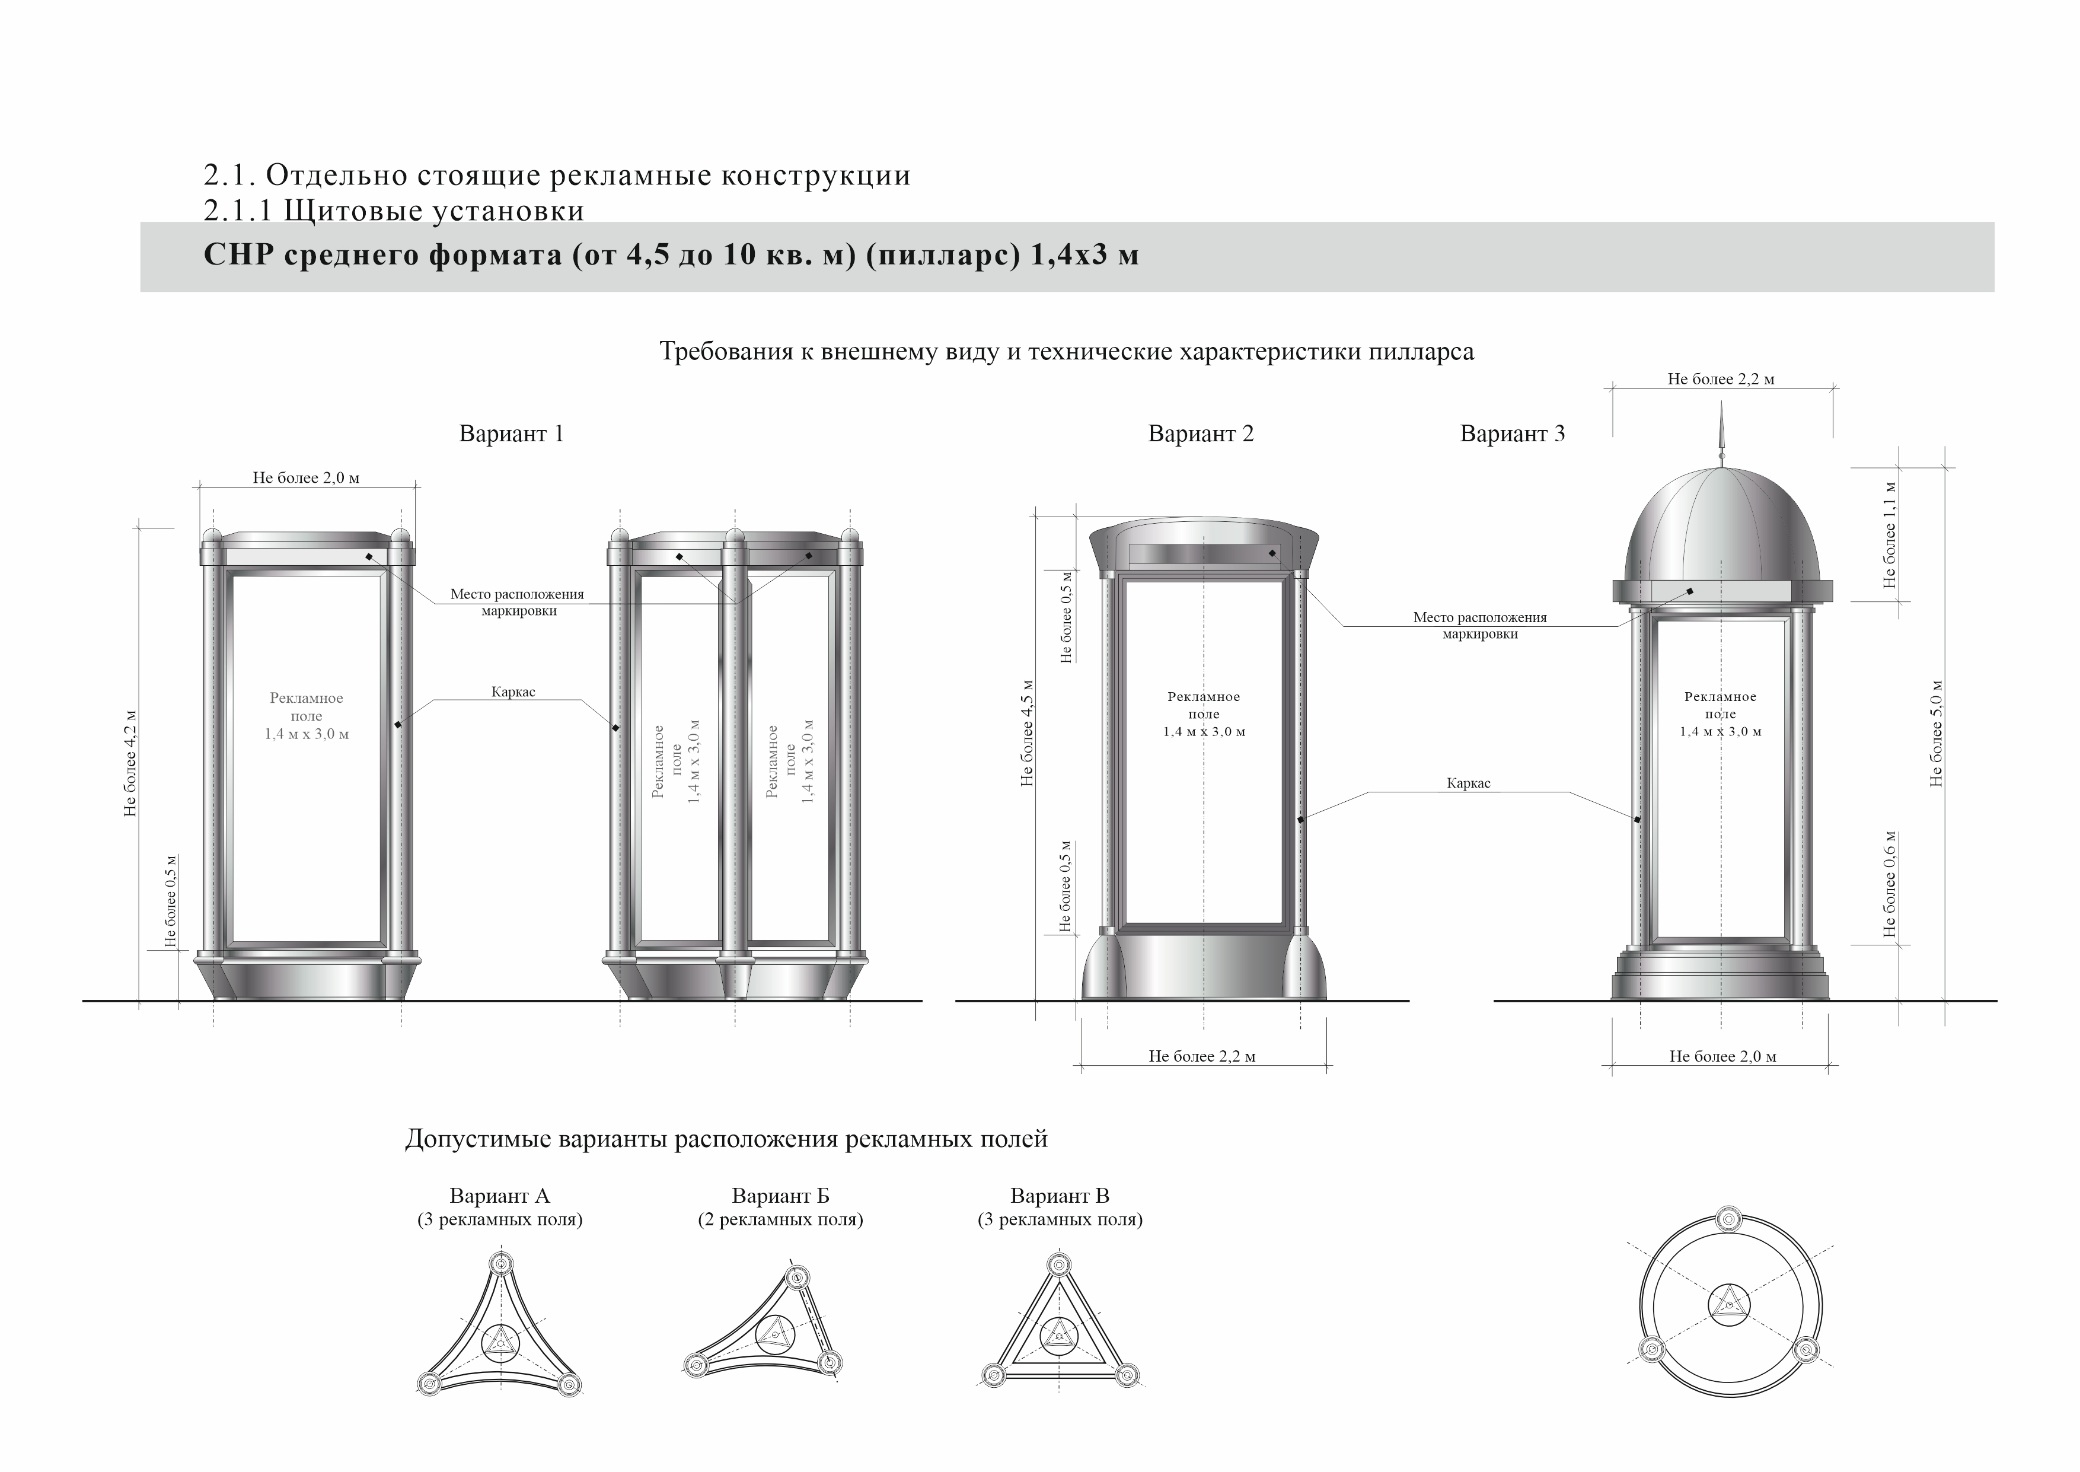 2.1. Отдельно стоящие рекламные конструкции
2.1.1 Щитовые установки
СНР среднего формата (от 4,5 до 10 кв. м) (пилларс) 1,4х3 м
Требования к внешнему виду и технические характеристики пилларса
Вариант 1
Не более 2,0 м
Не более 4,2 м
Не более 0,5 м
Рекламное
поле
1,4 м х 3,0 м
Место расположения
маркировки
Каркас
Рекламное
поле
1,4 м х 3,0 м
Рекламное
поле
1,4 м х 3,0 м
Вариант 2
Не более 4,5 м
Не более 0,5 м
Не более 0,5 м
Рекламное
поле
1,4 м х 3,0 м
Не более 2,2 м
Место расположения
маркировки
Каркас
Вариант 3
Не более 2,2 м
Рекламное
поле
1,4 м х 3,0 м
Не более 1,1 м
Не более 5,0 м
Не более 0,6 м
Не более 2,0 м
Допустимые варианты расположения рекламных полей
Вариант А
(3 рекламных поля)
Вариант Б
(2 рекламных поля)
Вариант В
(3 рекламных поля)